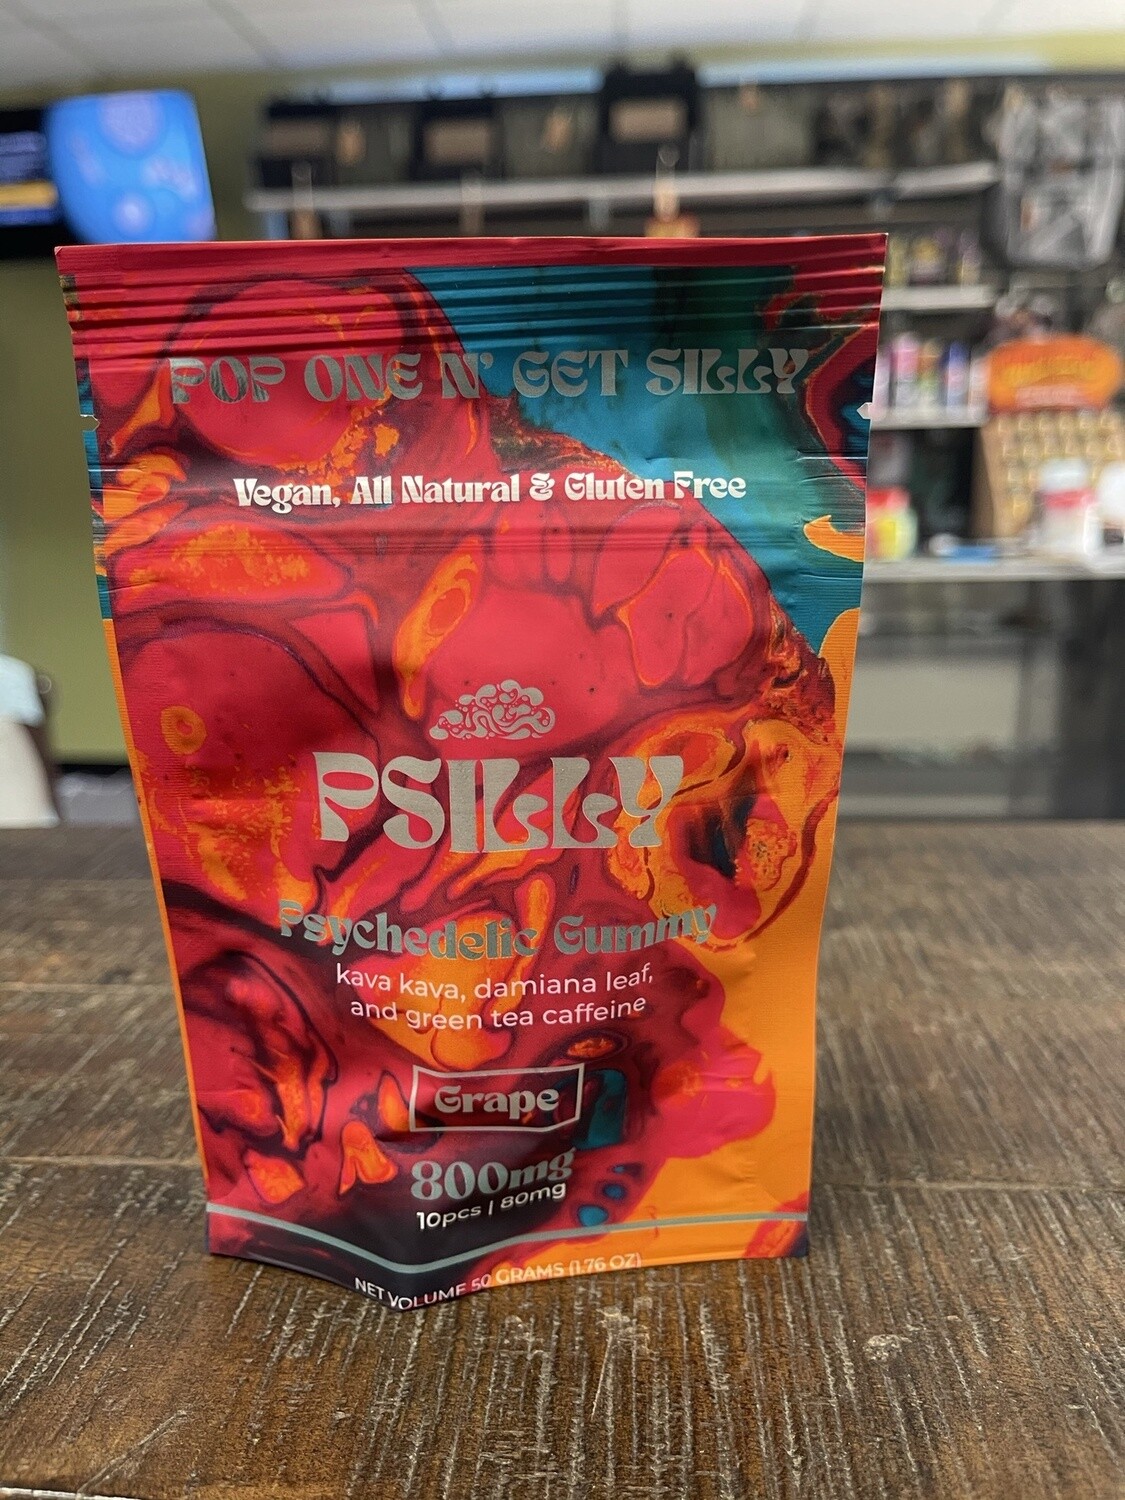 POP ONE N' GET SILLY
Vegan, All Natural & Gluten Free
PSILLY
Psychedelic Gummy
kava kava, damiana leaf,
and green tea caffeine
Grape
800mg
10pcs | 80mg
NET VOLUME 50 GRAMS (1.76 OZ)